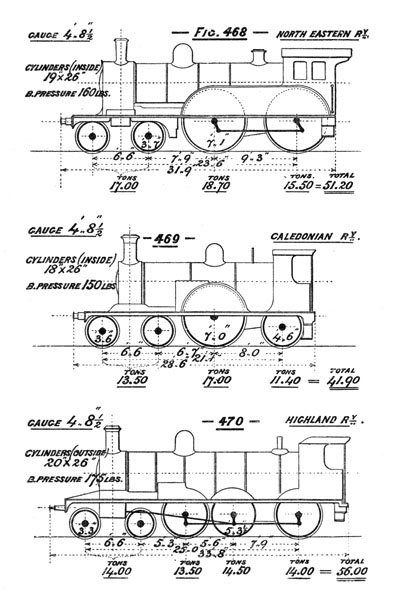 GAUGE 4'. 8½"
— FIG. 468 —
NORTH EASTERN RY.
CYLINDERS (INSIDE)
19 × 26"
B. PRESSURE 160 LBS.
3.7 7'.1"
6.6" 7'.9" 23.6" 9'.3"
31.9"
TONS TONS TONS. TOTAL
17.00 18.70 15.50 = 51.20
GAUGE 4'. 8½"
— 469 —
CALEDONIAN RY.
CYLINDERS (INSIDE)
18" × 26"
B. PRESSURE 150 LBS.
3.6 7'.0" 4.6"
6.6 6.7" 21.1" 8.0"
28.6"
TONS TONS TONS TOTAL
13.50 17.00 11.40 = 41.90
GAUGE 4'. 8½"
— 470 —
HIGHLAND RY.
CYLINDERS (OUTSIDE)
20" × 26"
B. PRESSURE 175 LBS.
3.3 5.3½
6.6 5.3 25.0" 5.6 7.9"
33.8"
TONS TONS TONS TONS TOTAL
14.00 13.50 14.50 14.00 = 56.00